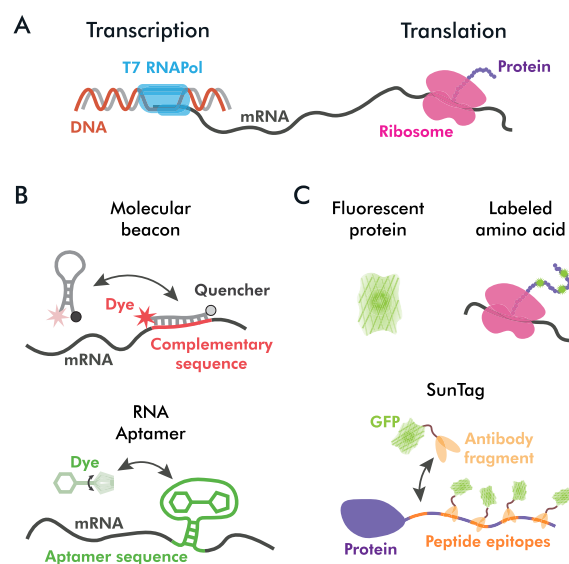 A
Transcription
Translation
T7 RNAPol
Protein
DNA
mRNA
Ribosome
B
Molecular
beacon
Quencher
Dye
mRNA
Complementary
sequence
RNA
Aptamer
Dye
mRNA
Aptamer sequence
C
Fluorescent
protein
Labeled
amino acid
SunTag
GFP
Antibody
fragment
Protein
Peptide epitopes